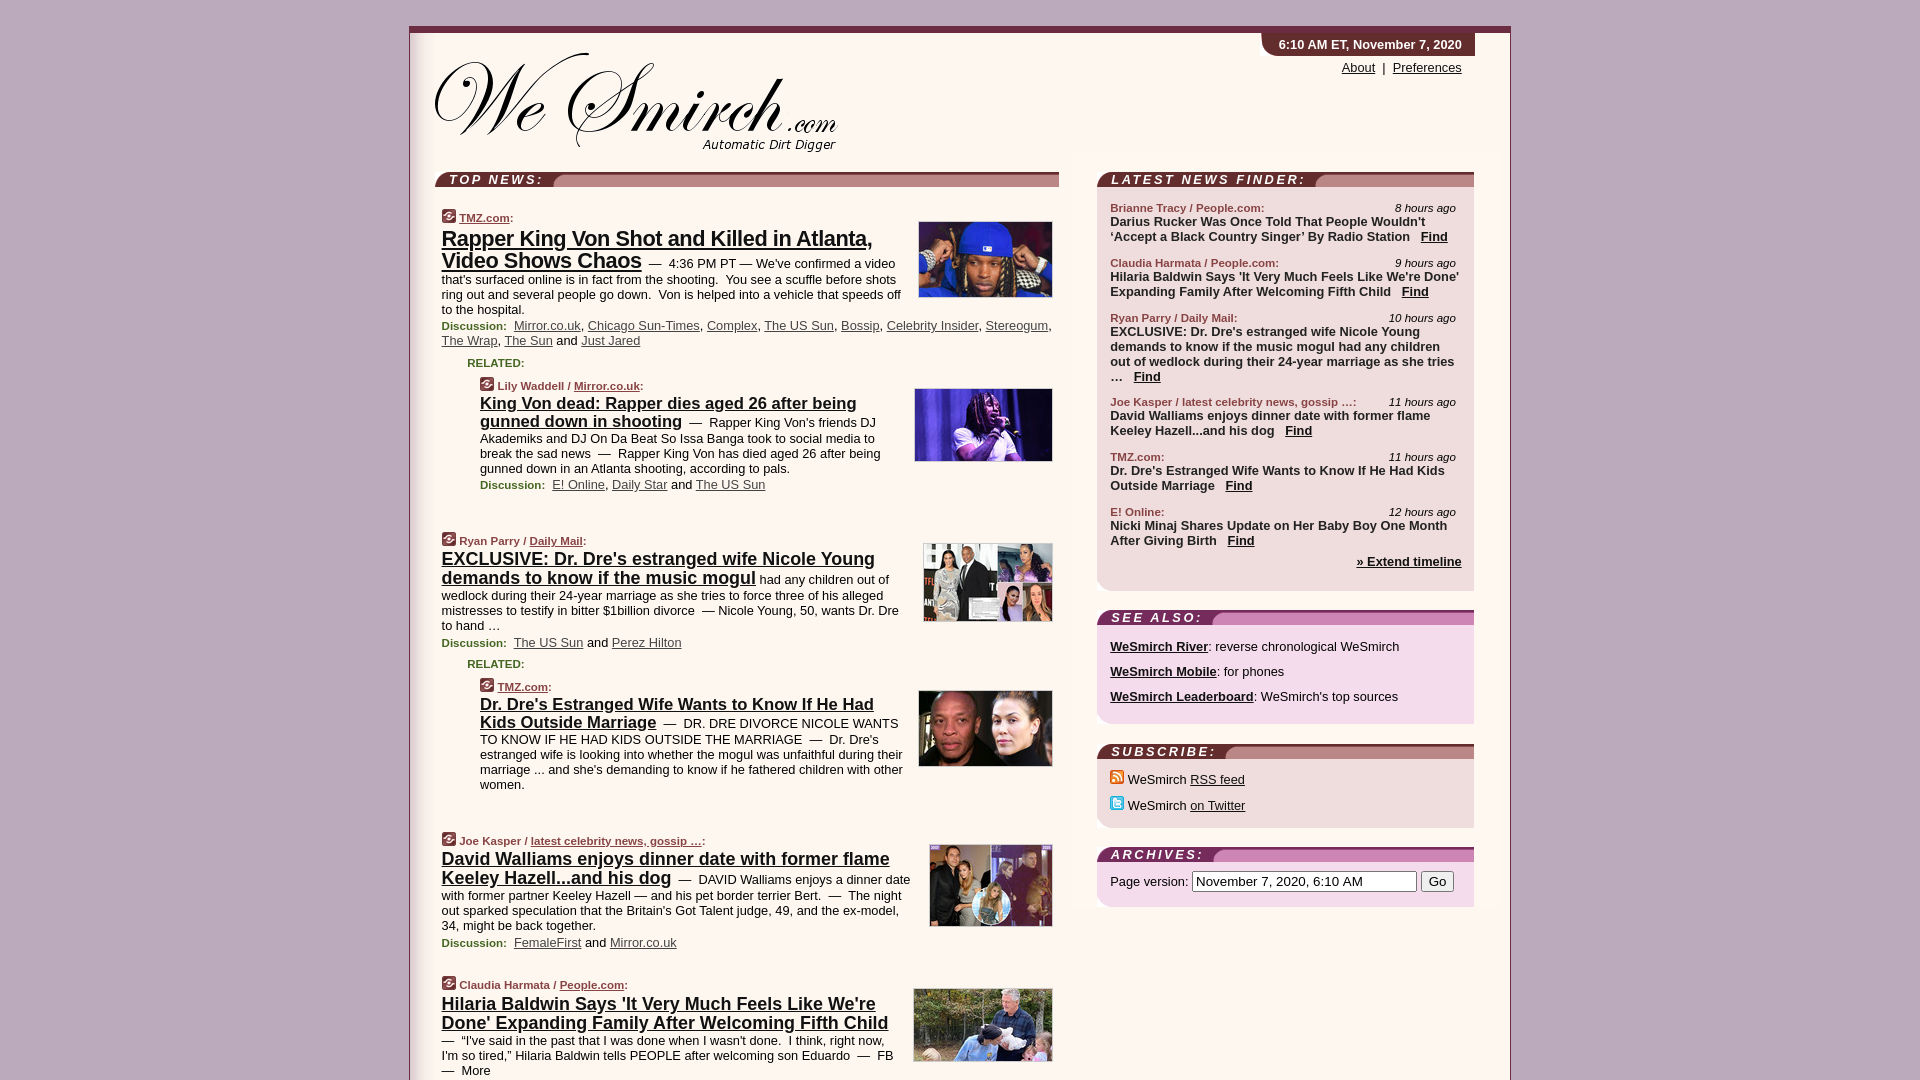 6:10 AM ET, November 7, 2020
About | Preferences
We Smirch.com
Automatic Dirt Digger
TOP NEWS:
TMZ.com:
Rapper King Von Shot and Killed in Atlanta,
Video Shows Chaos — 4:36 PM PT — We've confirmed a video
that's surfaced online is in fact from the shooting. You see a scuffle before shots
ring out and several people go down. Von is helped into a vehicle that speeds off
to the hospital.
Discussion: Mirror.co.uk, Chicago Sun-Times, Complex, The US Sun, Bossip, Celebrity Insider, Stereogum,
The Wrap, The Sun and Just Jared
RELATED:
Lily Waddell / Mirror.co.uk:
King Von dead: Rapper dies aged 26 after being
gunned down in shooting — Rapper King Von's friends DJ
Akademiks and DJ On Da Beat So Issa Banga took to social media to
break the sad news — Rapper King Von has died aged 26 after being
gunned down in an Atlanta shooting, according to pals.
Discussion: E! Online, Daily Star and The US Sun
Ryan Parry / Daily Mail:
EXCLUSIVE: Dr. Dre's estranged wife Nicole Young
demands to know if the music mogul had any children out of
wedlock during their 24-year marriage as she tries to force three of his alleged
mistresses to testify in bitter $1billion divorce — Nicole Young, 50, wants Dr. Dre
to hand …
Discussion: The US Sun and Perez Hilton
RELATED:
TMZ.com:
Dr. Dre's Estranged Wife Wants to Know If He Had
Kids Outside Marriage — DR. DRE DIVORCE NICOLE WANTS
TO KNOW IF HE HAD KIDS OUTSIDE THE MARRIAGE — Dr. Dre's
estranged wife is looking into whether the mogul was unfaithful during their
marriage ... and she's demanding to know if he fathered children with other
women.
Joe Kasper / latest celebrity news, gossip …:
David Walliams enjoys dinner date with former flame
Keeley Hazell...and his dog — DAVID Walliams enjoys a dinner date
with former partner Keeley Hazell — and his pet border terrier Bert. — The night
out sparked speculation that the Britain's Got Talent judge, 49, and the ex-model,
34, might be back together.
Discussion: FemaleFirst and Mirror.co.uk
Claudia Harmata / People.com:
Hilaria Baldwin Says 'It Very Much Feels Like We're
Done' Expanding Family After Welcoming Fifth Child
— “I've said in the past that I was done when I wasn't done. I think, right now,
I'm so tired,” Hilaria Baldwin tells PEOPLE after welcoming son Eduardo — FB
— More
LATEST NEWS FINDER:
Brianne Tracy / People.com: 8 hours ago
Darius Rucker Was Once Told That People Wouldn't
‘Accept a Black Country Singer’ By Radio Station Find
Claudia Harmata / People.com: 9 hours ago
Hilaria Baldwin Says 'It Very Much Feels Like We're Done'
Expanding Family After Welcoming Fifth Child Find
Ryan Parry / Daily Mail: 10 hours ago
EXCLUSIVE: Dr. Dre's estranged wife Nicole Young
demands to know if the music mogul had any children
out of wedlock during their 24-year marriage as she tries
… Find
Joe Kasper / latest celebrity news, gossip …: 11 hours ago
David Walliams enjoys dinner date with former flame
Keeley Hazell...and his dog Find
TMZ.com: 11 hours ago
Dr. Dre's Estranged Wife Wants to Know If He Had Kids
Outside Marriage Find
E! Online: 12 hours ago
Nicki Minaj Shares Update on Her Baby Boy One Month
After Giving Birth Find
» Extend timeline
SEE ALSO:
WeSmirch River: reverse chronological WeSmirch
WeSmirch Mobile: for phones
WeSmirch Leaderboard: WeSmirch's top sources
SUBSCRIBE:
WeSmirch RSS feed
WeSmirch on Twitter
ARCHIVES:
Page version: November 7, 2020, 6:10 AM Go